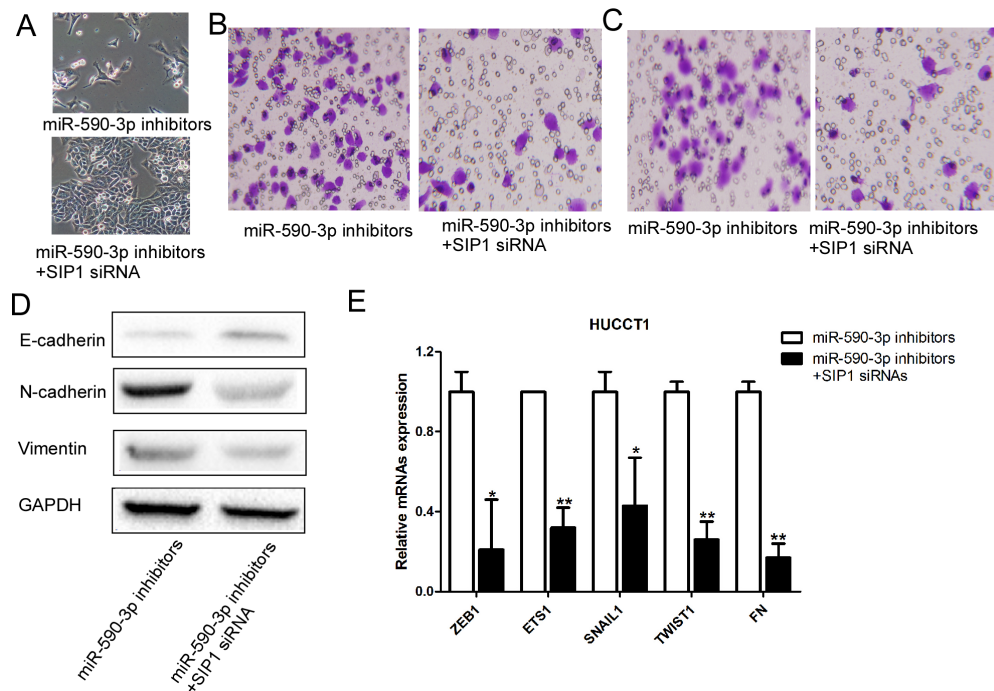 A
miR-590-3p inhibitors
miR-590-3p inhibitors
+SIP1 siRNA
B
miR-590-3p inhibitors
miR-590-3p inhibitors
+SIP1 siRNA
C
miR-590-3p inhibitors
miR-590-3p inhibitors
+SIP1 siRNA
D
E-cadherin
N-cadherin
Vimentin
GAPDH
miR-590-3p inhibitors
miR-590-3p inhibitors
+SIP1 siRNA
E
HUCCT1
miR-590-3p inhibitors
miR-590-3p inhibitors
+SIP1 siRNAs
Relative mRNAs expression
1.2
0.8
0.4
0.0
*
**
*
**
**
ZEB1
ETS1
SNAIL1
TWIST1
FN